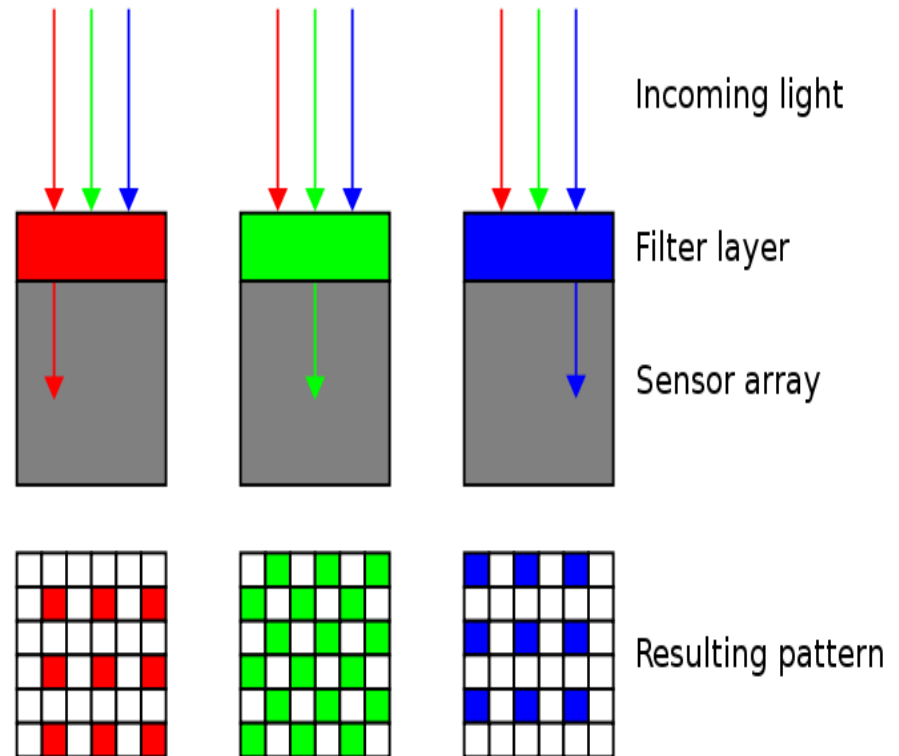 Incoming light
Filter layer
Sensor array
Resulting pattern